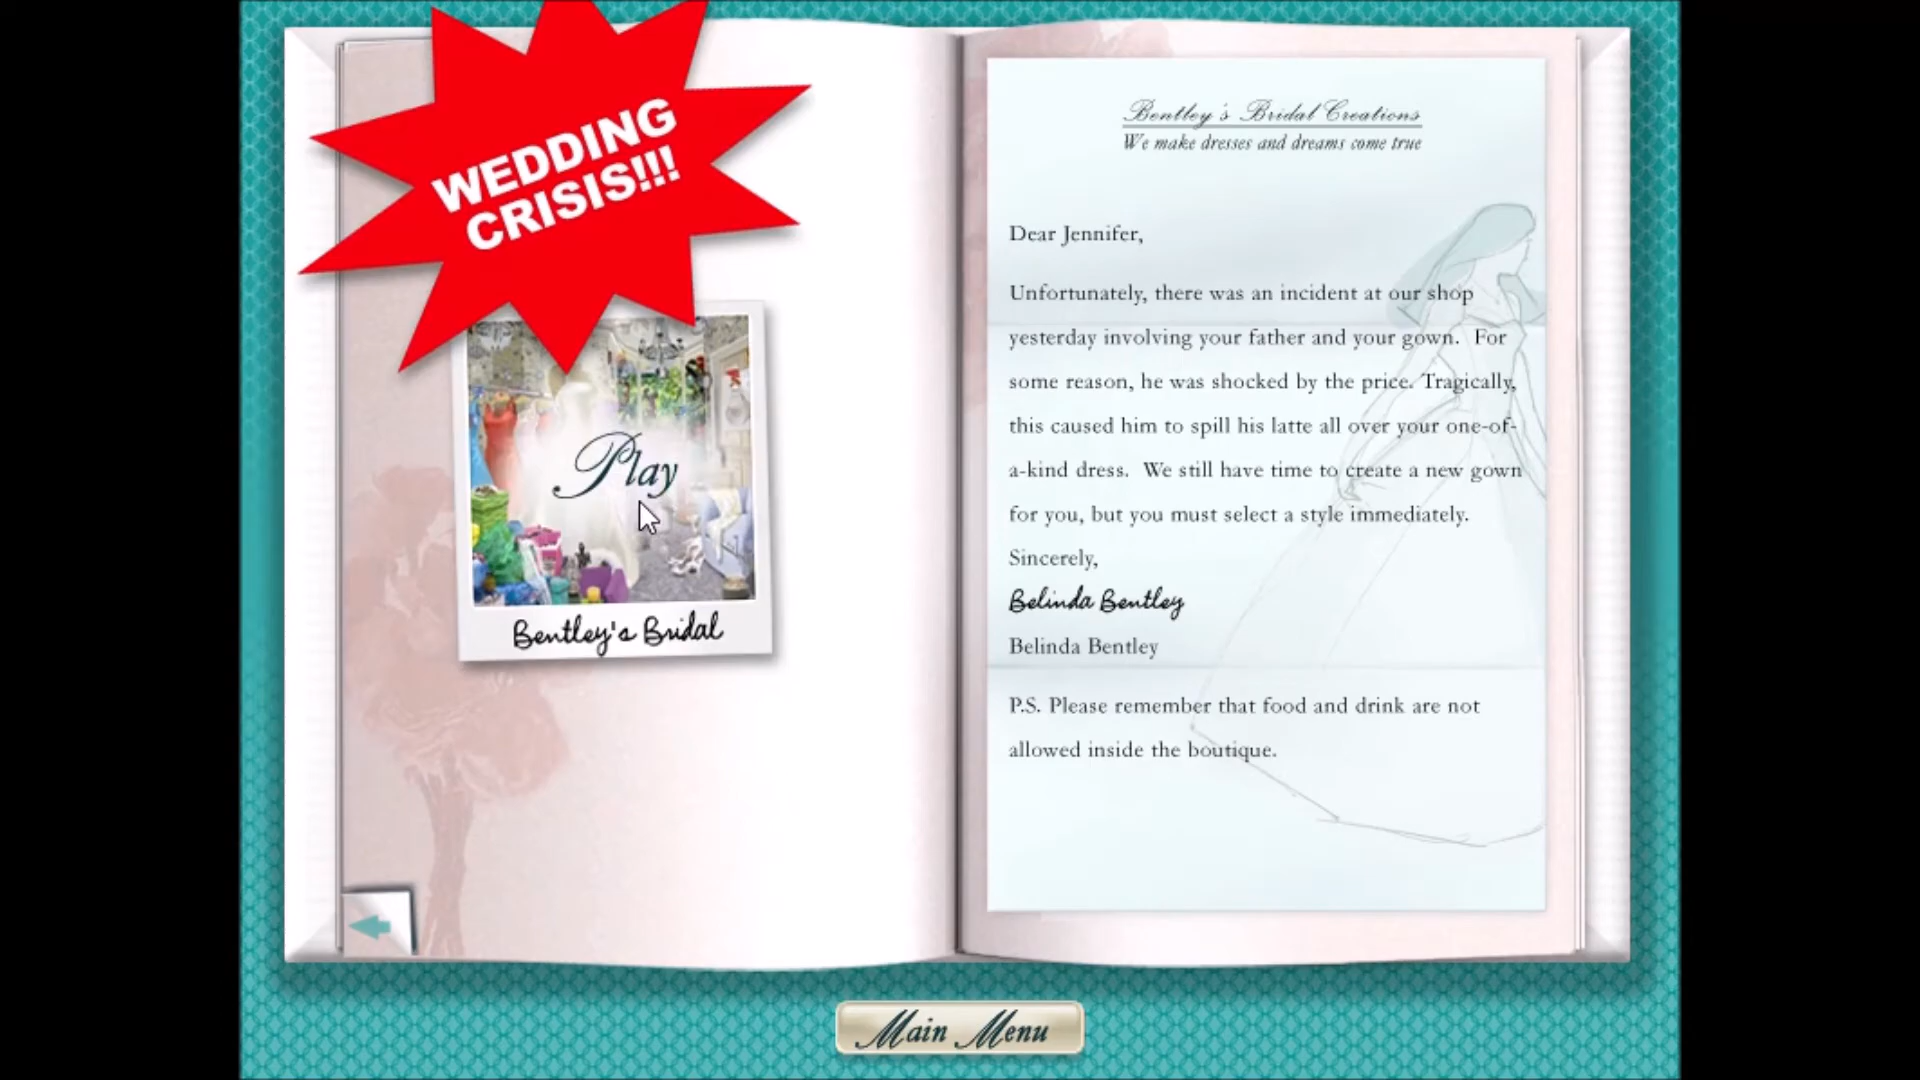 WEDDING
CRISIS!!!
Play
Bentley's Bridal
Bentley's Bridal Creations
We make dresses and dreams come true
Dear Jennifer,
Unfortunately, there was an incident at our shop
yesterday involving your father and your gown.  For
some reason, he was shocked by the price. Tragically,
this caused him to spill his latte all over your one-of-
a-kind dress.  We still have time to create a new gown
for you, but you must select a style immediately.
Sincerely,
Belinda Bentley
Belinda Bentley
P.S. Please remember that food and drink are not
allowed inside the boutique.
Main Menu